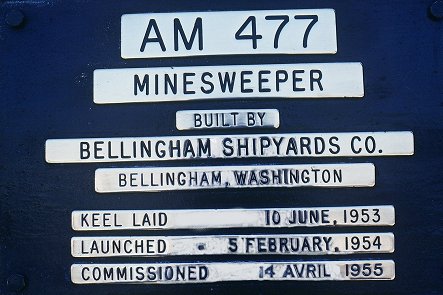 AM 477
MINESWEEPER
BUILT BY
BELLINGHAM SHIPYARDS CO.
BELLINGHAM, WASHINGTON
KEEL LAID 10 JUNE, 1953
LAUNCHED - 5 FEBRUARY, 1954
COMMISSIONED 14 AVRIL 1955